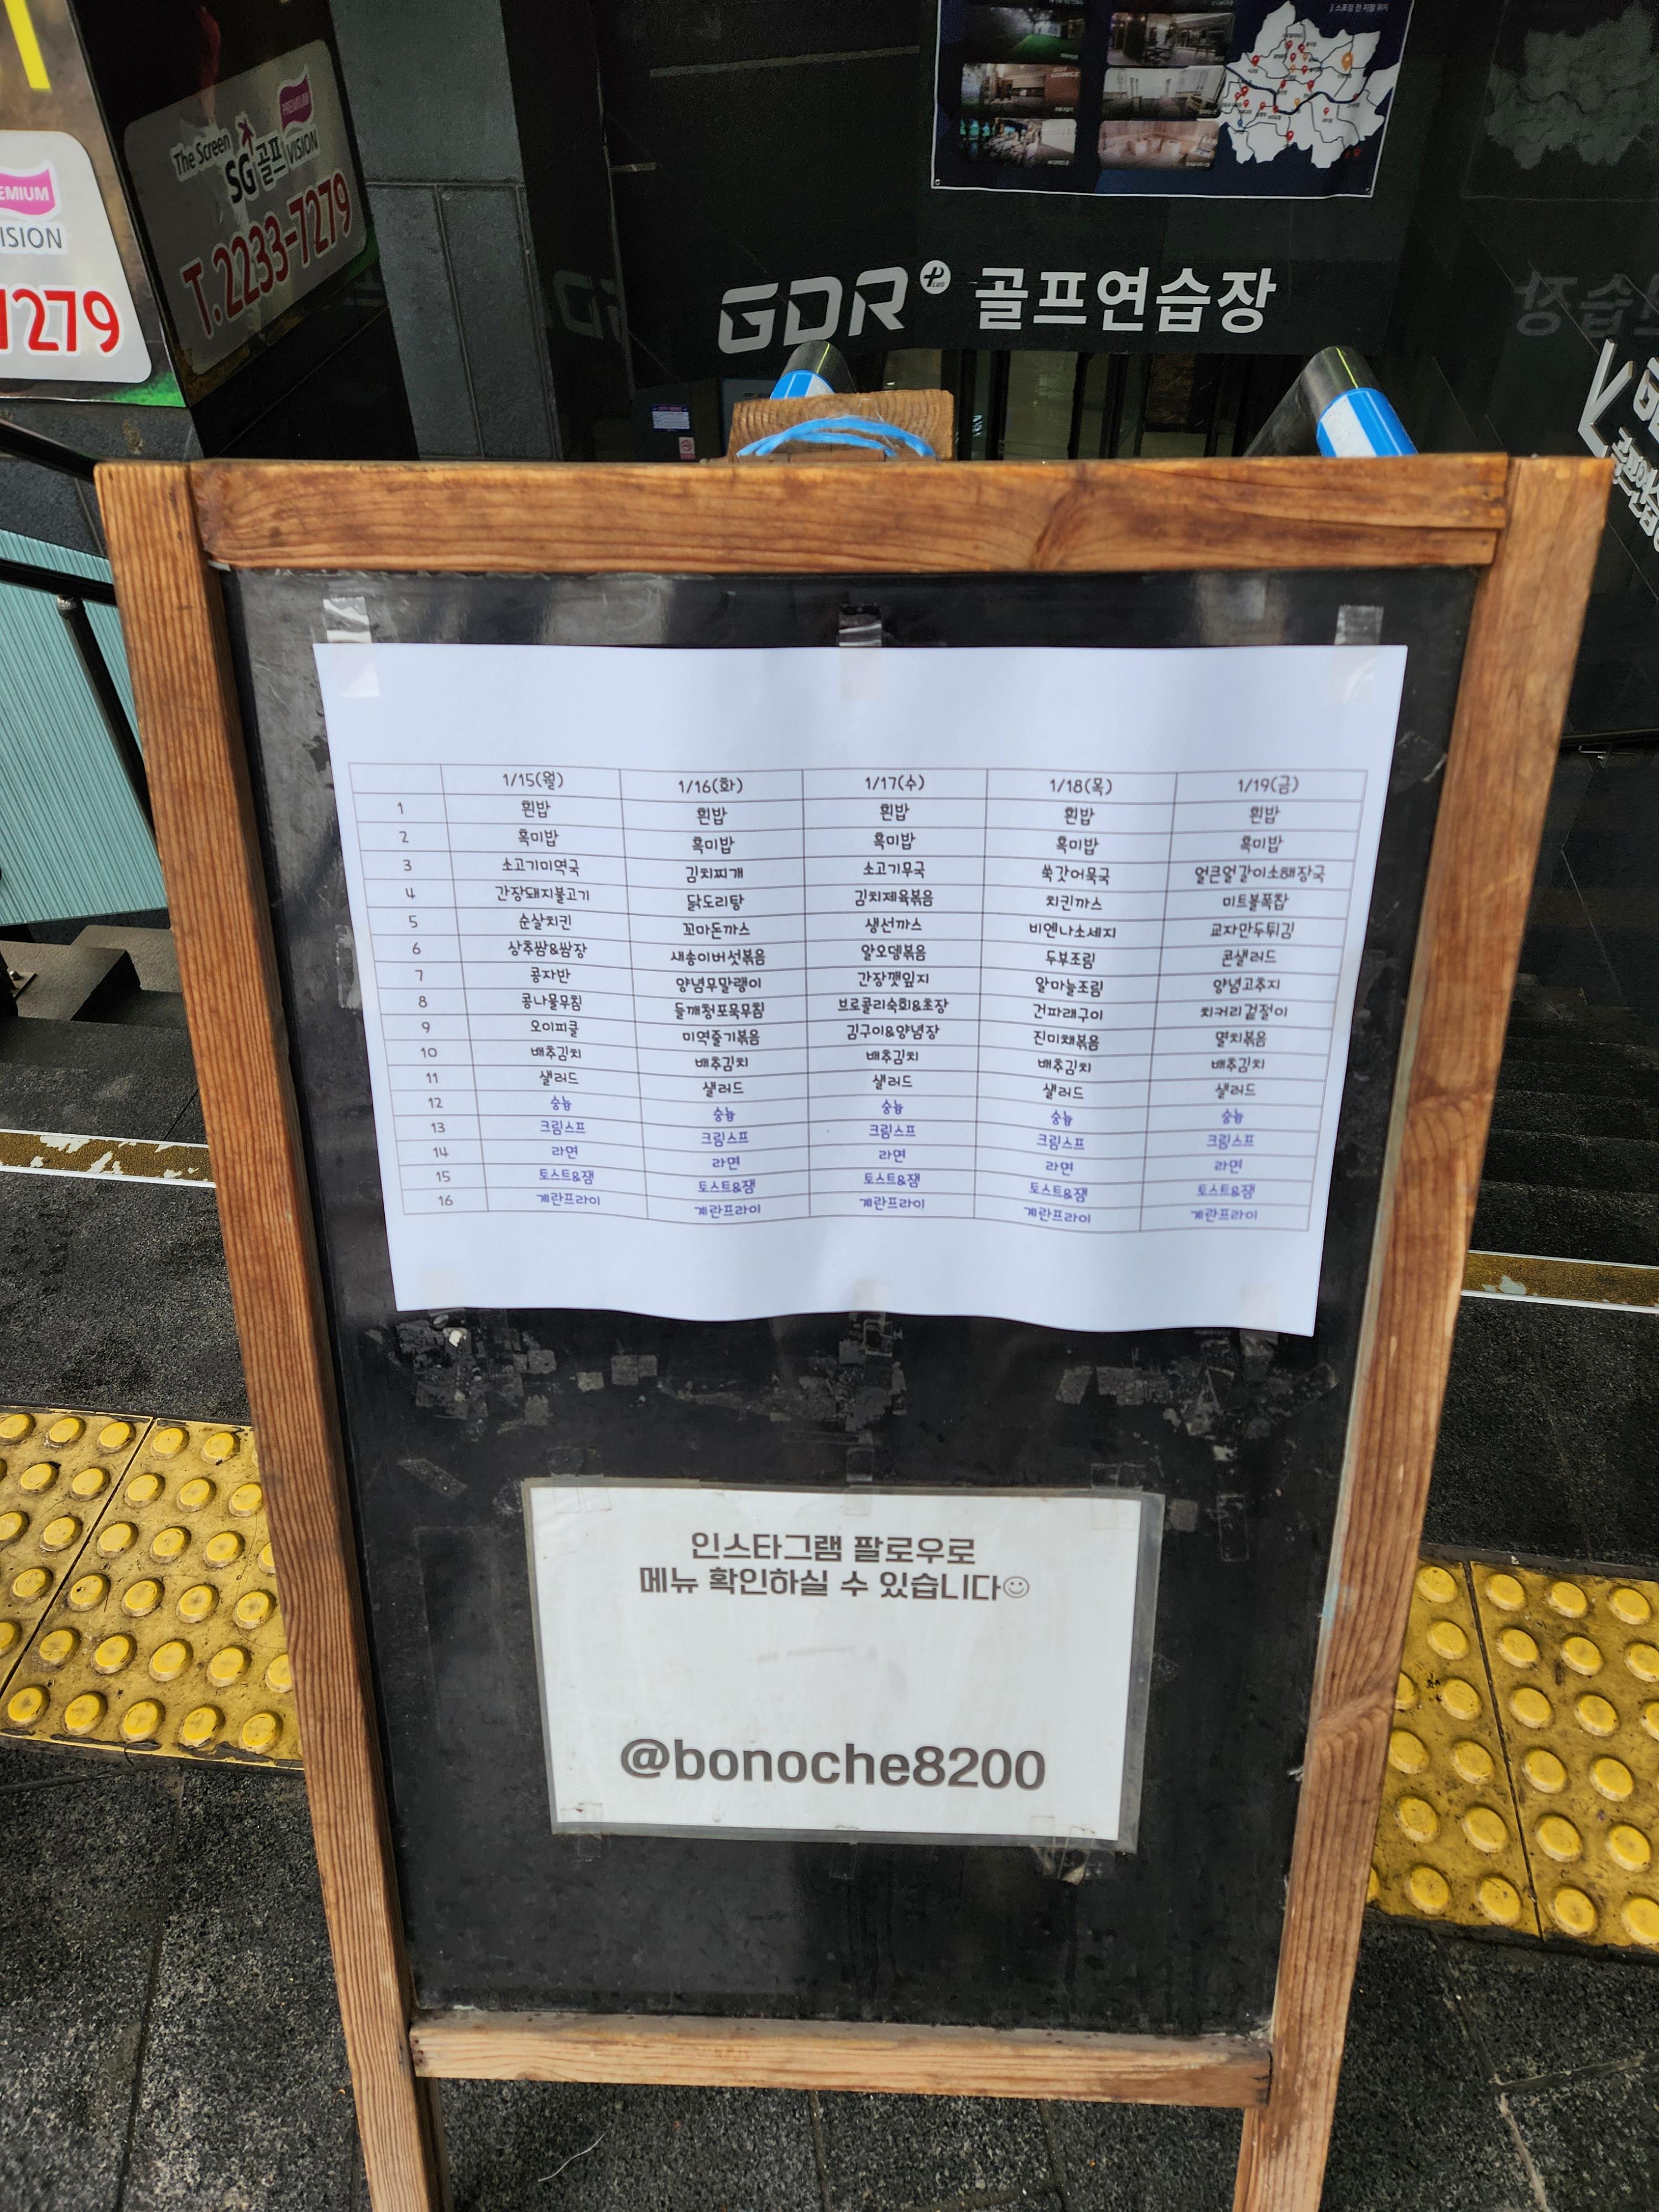 The Screen
SG골프
PREMIUM
VISION
T.2233-7279
EMIUM
ISION
7279
GDR PLUS 골프연습장
1/15(월) 1/16(화) 1/17(수) 1/18(목) 1/19(금)
1 흰밥 흰밥 흰밥 흰밥 흰밥
2 흑미밥 흑미밥 흑미밥 흑미밥 흑미밥
3 소고기미역국 김치찌개 소고기무국 쑥갓어묵국 얼큰얼갈이소해장국
4 간장돼지불고기 닭도리탕 김치제육볶음 치킨까스 미트볼폭찹
5 순살치킨 꼬마돈까스 생선까스 비엔나소세지 교자만두튀김
6 상추쌈&쌈장 새송이버섯볶음 알오뎅볶음 두부조림 콘샐러드
7 콩자반 양념무말랭이 간장깻잎지 알마늘조림 양념고추지
8 콩나물무침 들깨청포묵무침 브로콜리숙회&초장 건파래구이 치커리겉절이
9 오이피클 미역줄기볶음 김구이&양념장 진미채볶음 멸치볶음
10 배추김치 배추김치 배추김치 배추김치 배추김치
11 샐러드 샐러드 샐러드 샐러드 샐러드
12 숭늉 숭늉 숭늉 숭늉 숭늉
13 크림스프 크림스프 크림스프 크림스프 크림스프
14 라면 라면 라면 라면 라면
15 토스트&잼 토스트&잼 토스트&잼 토스트&잼 토스트&잼
16 계란프라이 계란프라이 계란프라이 계란프라이 계란프라이
인스타그램 팔로우로
메뉴 확인하실 수 있습니다☺
@bonoche8200